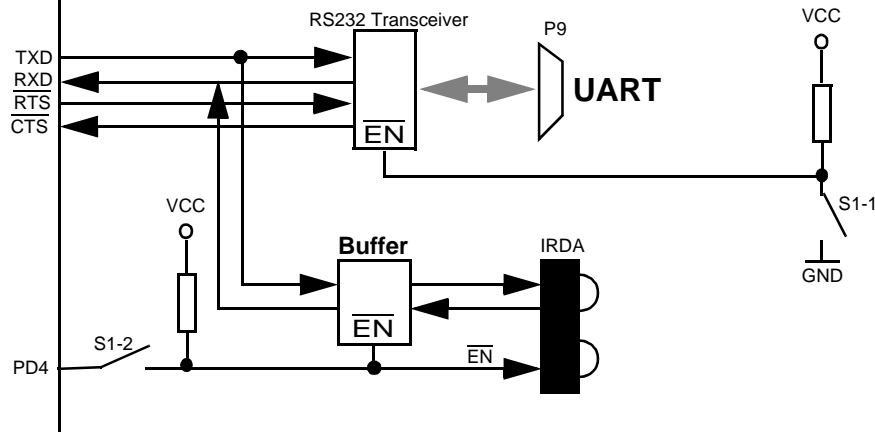 RS232 Transceiver
P9
VCC
TXD
RXD
RTS
CTS
EN
UART
S1-1
GND
VCC
Buffer
IRDA
EN
S1-2
EN
PD4